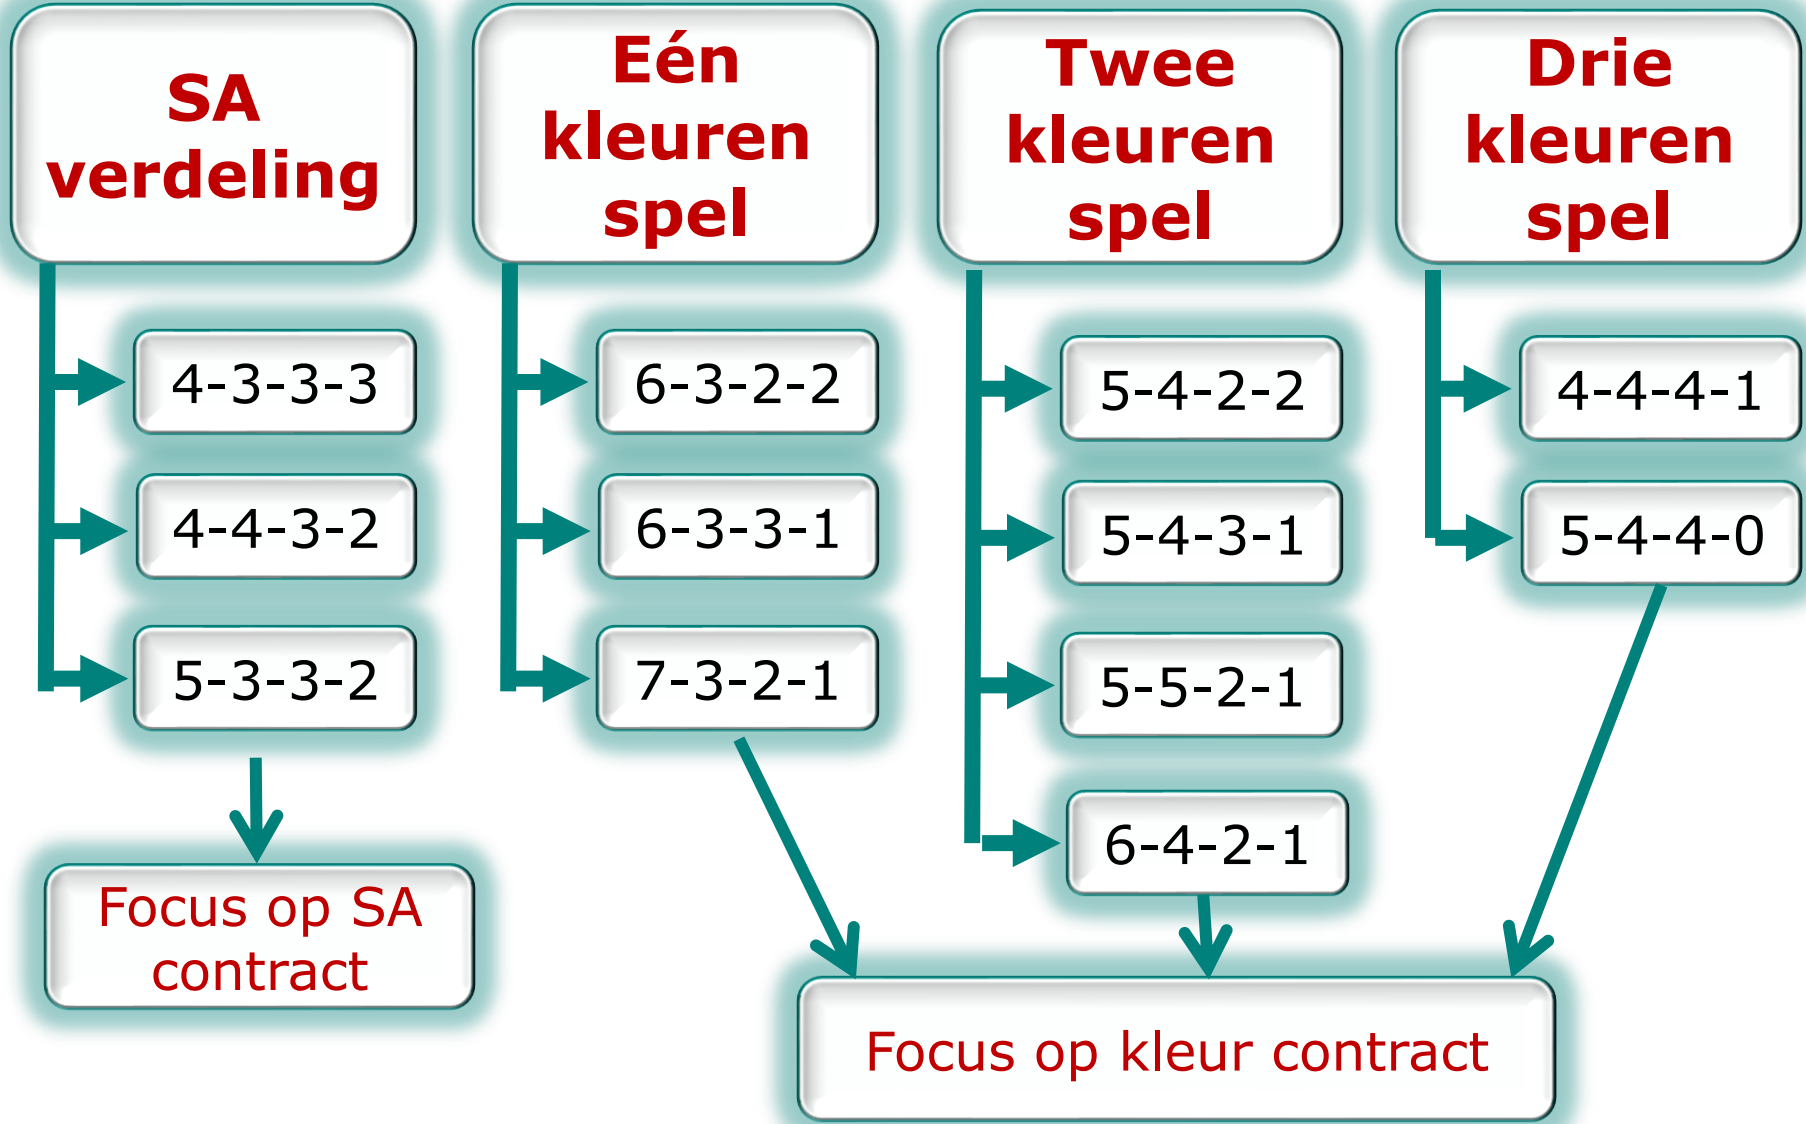 SA
verdeling
4-3-3-3
4-4-3-2
5-3-3-2
Focus op SA
contract
Eén
kleuren
spel
6-3-2-2
6-3-3-1
7-3-2-1
Twee
kleuren
spel
5-4-2-2
5-4-3-1
5-5-2-1
6-4-2-1
Drie
kleuren
spel
4-4-4-1
5-4-4-0
Focus op kleur contract